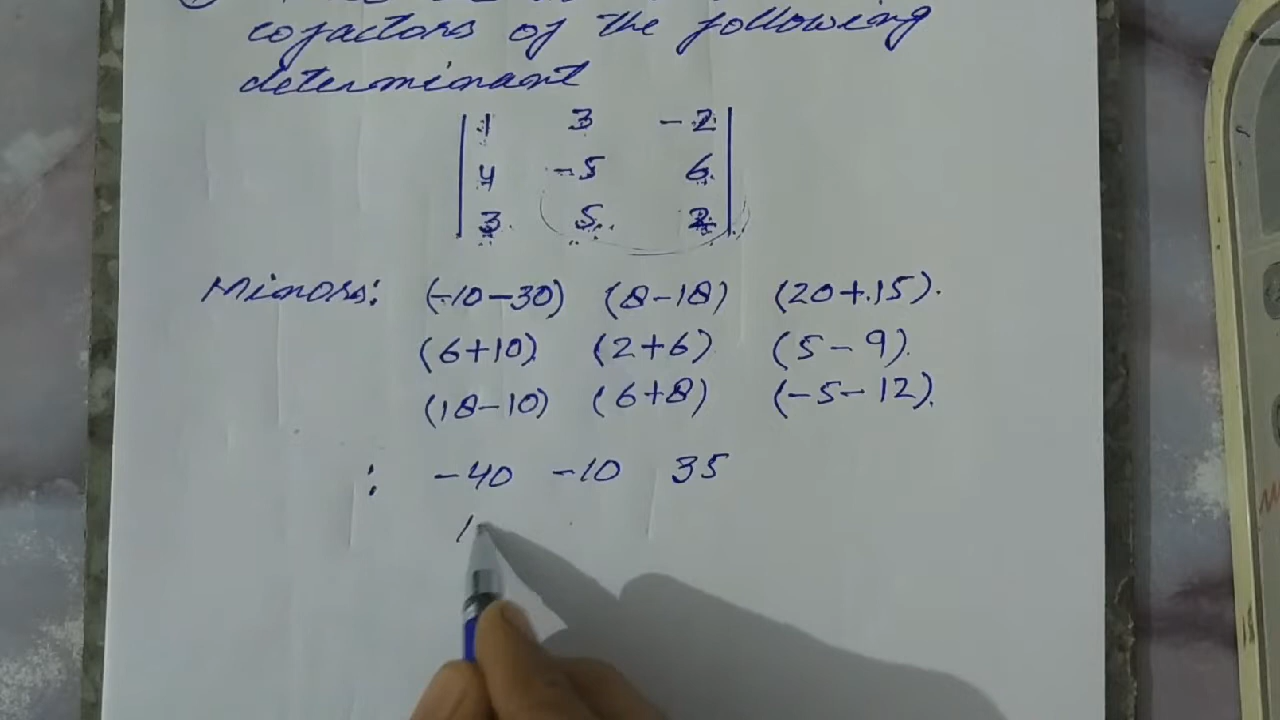 cofactors of the following
determinant
1 3 -2
4 -5 6
3 5 2
Minors: (-10-30) (8-18) (20+15).
(6+10) (2+6) (5-9).
(18-10) (6+8) (-5-12).
: -40 -10 35
1